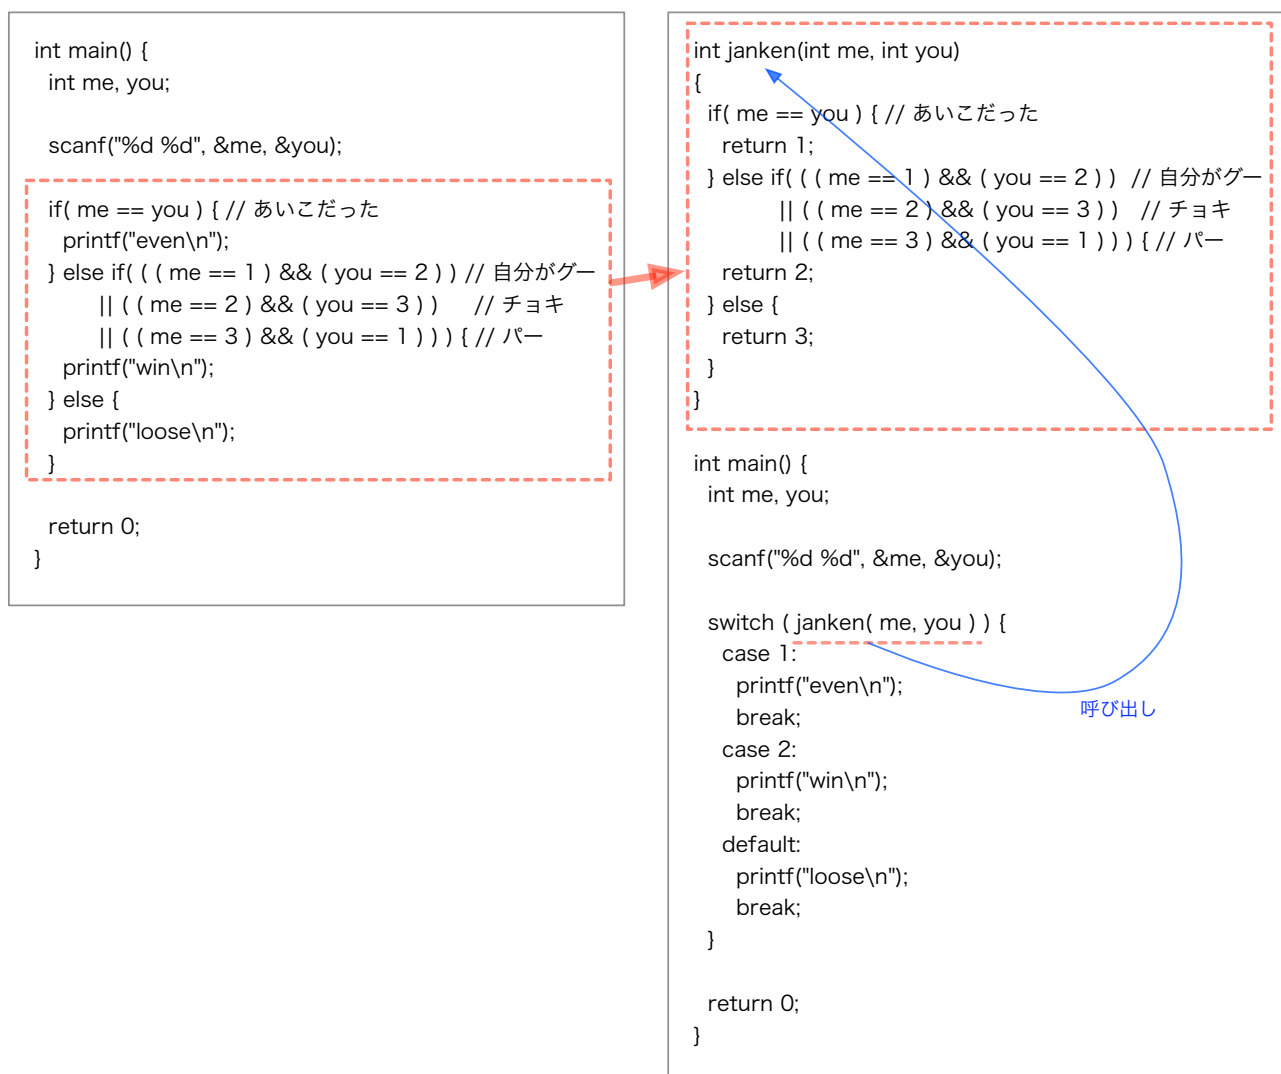 int main() {
int me, you;
scanf("%d %d", &me, &you);
if( me == you ) { // あいこだった
printf("even\n");
} else if( ( ( me == 1 ) && ( you == 2 ) ) // 自分がグー
|| ( ( me == 2 ) && ( you == 3 ) ) // チョキ
|| ( ( me == 3 ) && ( you == 1 ) ) ) { // パー
printf("win\n");
} else {
printf("loose\n");
}
return 0;
}
int janken(int me, int you)
{
if( me == you ) { // あいこだった
return 1;
} else if( ( ( me == 1 ) && ( you == 2 ) ) // 自分がグー
|| ( ( me == 2 ) && ( you == 3 ) ) // チョキ
|| ( ( me == 3 ) && ( you == 1 ) ) ) { // パー
return 2;
} else {
return 3;
}
}
int main() {
int me, you;
scanf("%d %d", &me, &you);
switch ( janken( me, you ) ) {
case 1:
printf("even\n");
break;
case 2:
printf("win\n");
break;
default:
printf("loose\n");
break;
}
return 0;
}
呼び出し